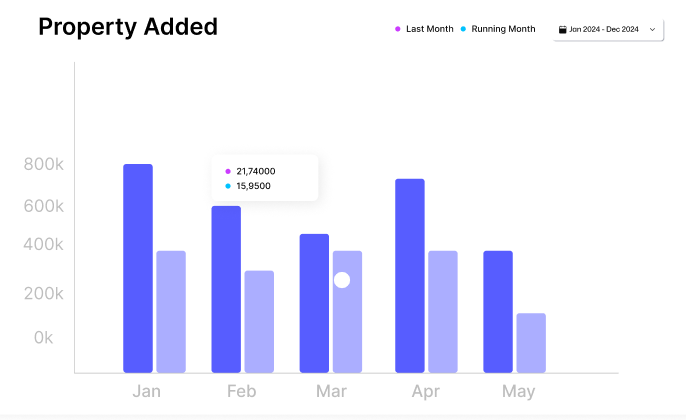 Property Added
Last Month
Running Month
Jan 2024 - Dec 2024
800k
600k
400k
200k
0k
21,74000
15,9500
Jan
Feb
Mar
Apr
May